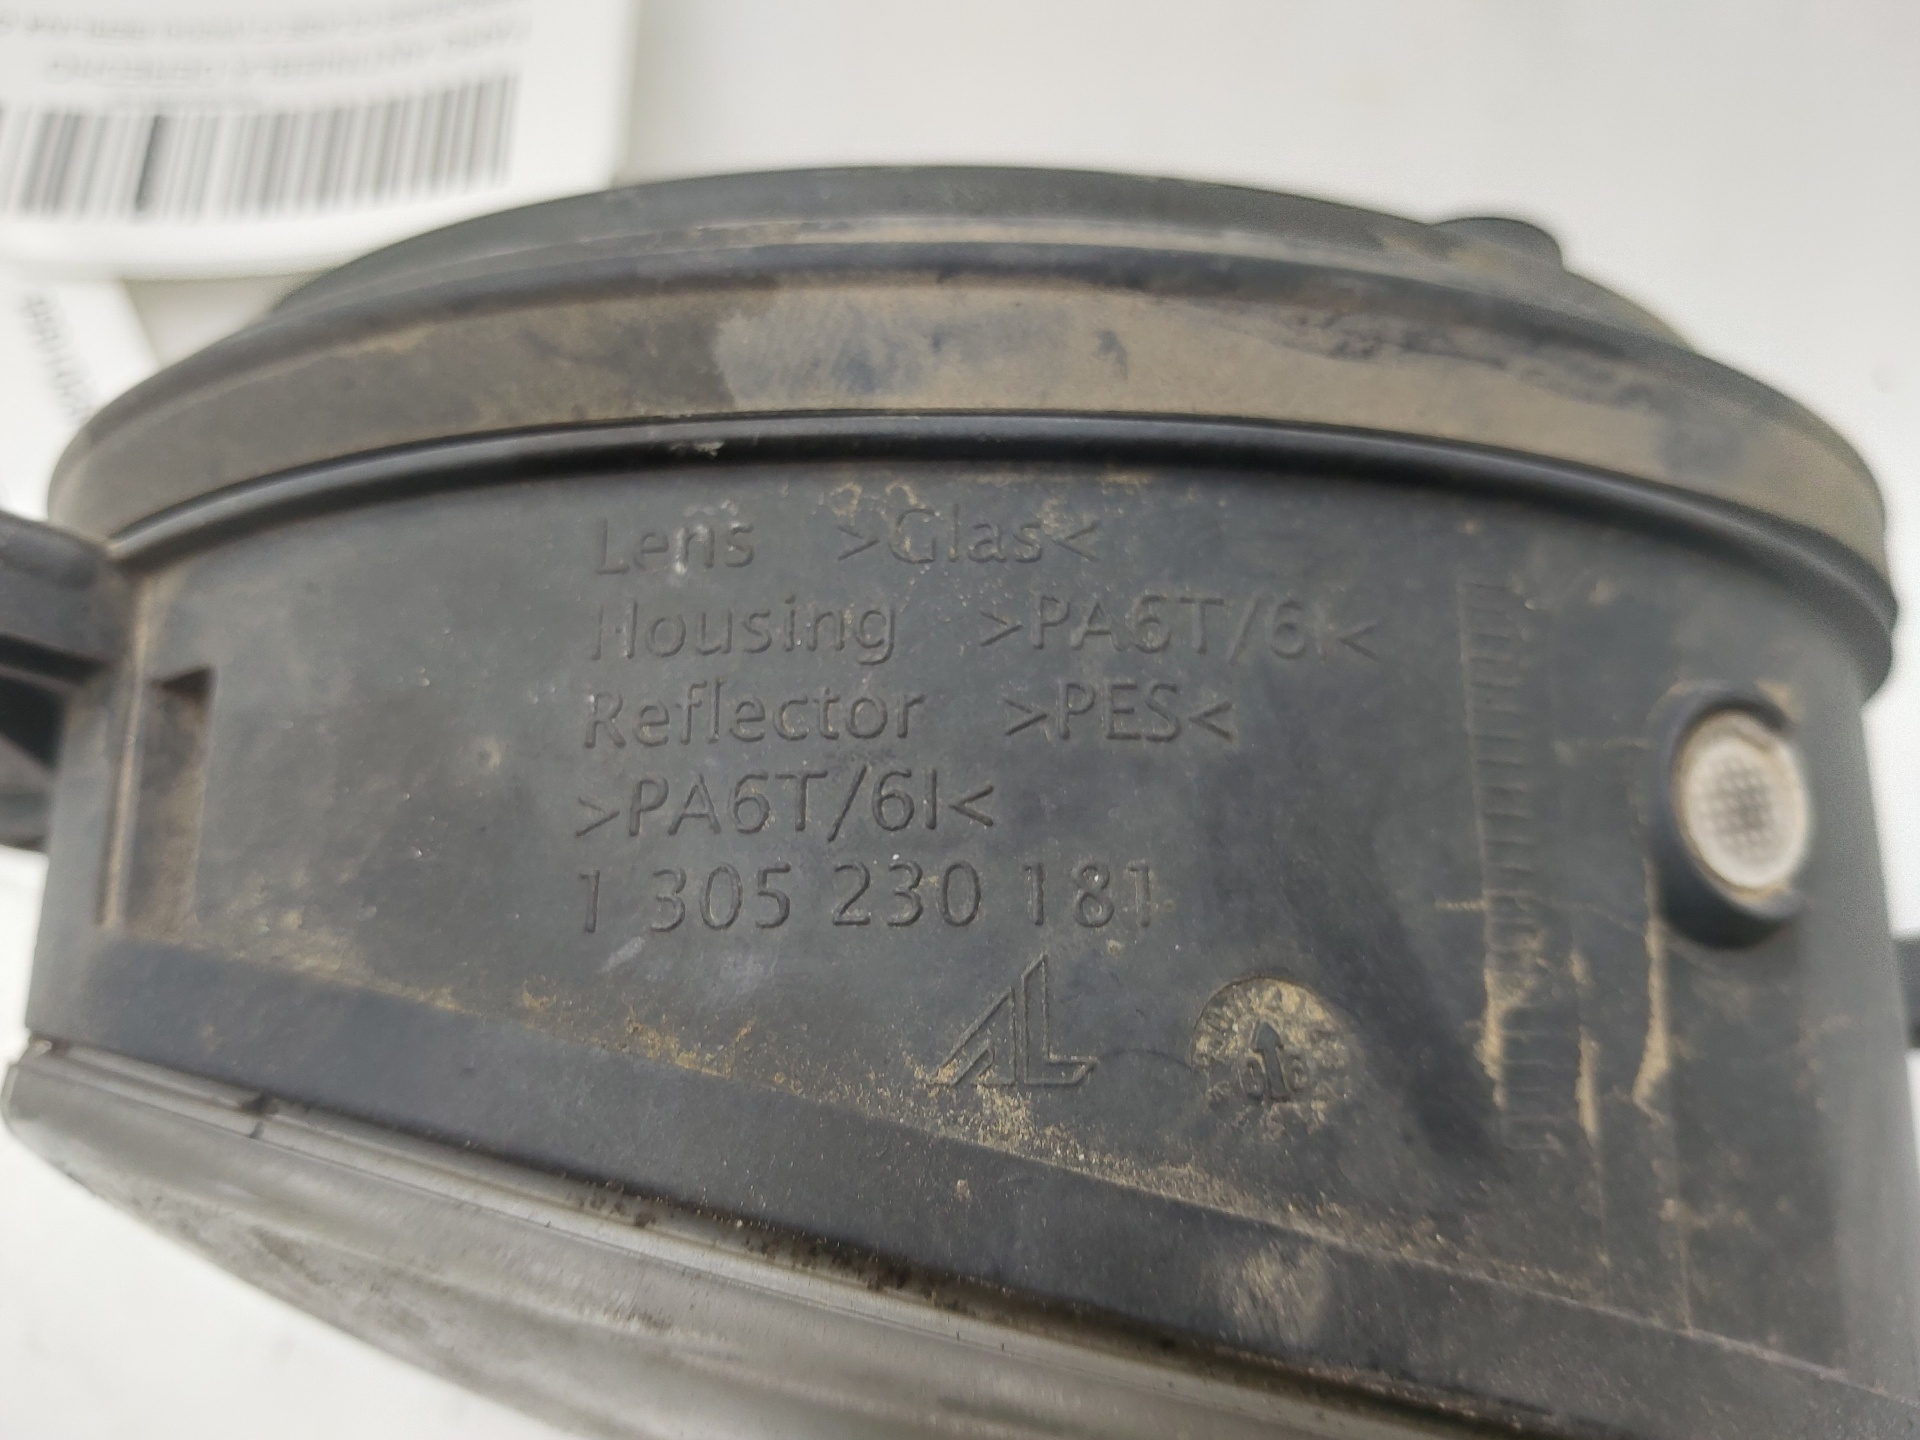 Lens >Glas<
Housing >PA6T/6I<
Reflector >PES<
>PA6T/6I<
1 305 230 181
AL